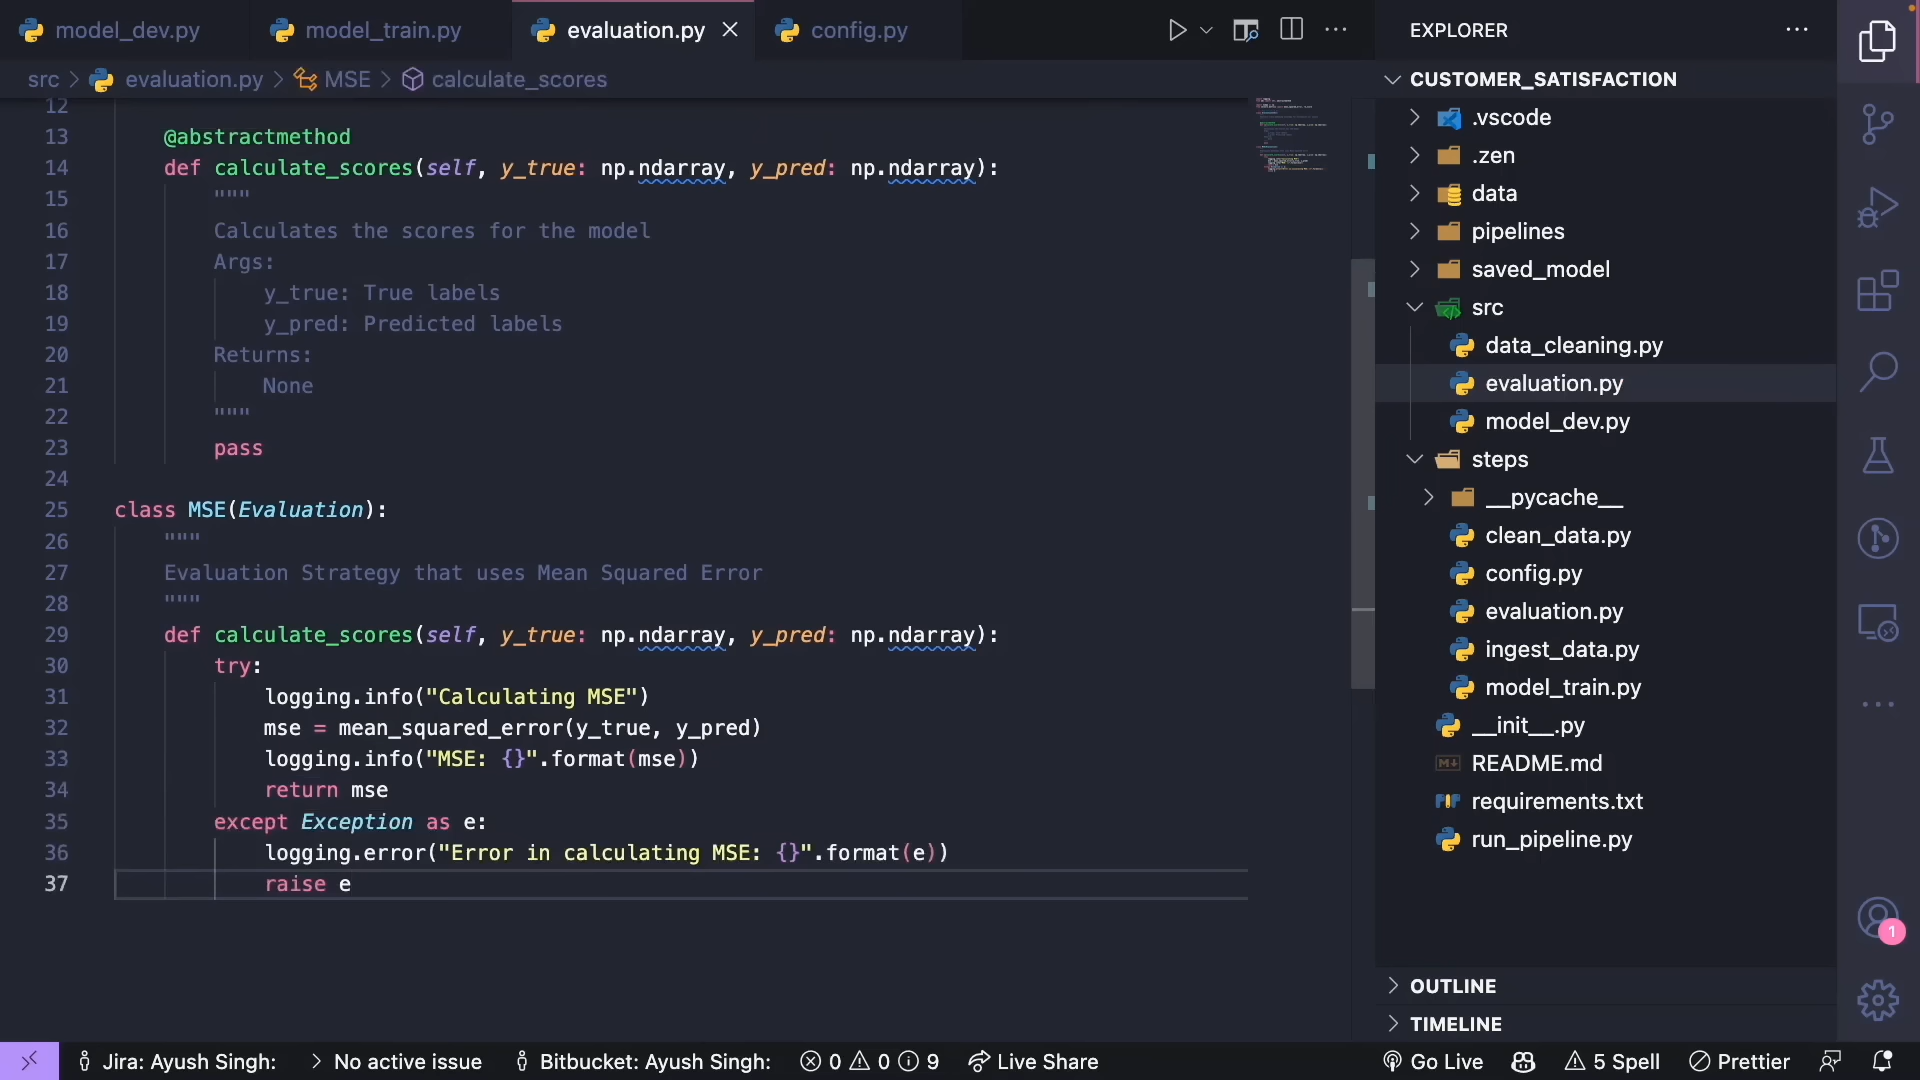 model_dev.py
model_train.py
evaluation.py
config.py
src > evaluation.py > MSE > calculate_scores
12
13 @abstractmethod
14 def calculate_scores(self, y_true: np.ndarray, y_pred: np.ndarray):
15 """
16 Calculates the scores for the model
17 Args:
18 y_true: True labels
19 y_pred: Predicted labels
20 Returns:
21 None
22 """
23 pass
24
25 class MSE(Evaluation):
26 """
27 Evaluation Strategy that uses Mean Squared Error
28 """
29 def calculate_scores(self, y_true: np.ndarray, y_pred: np.ndarray):
30 try:
31 logging.info("Calculating MSE")
32 mse = mean_squared_error(y_true, y_pred)
33 logging.info("MSE: {}".format(mse))
34 return mse
35 except Exception as e:
36 logging.error("Error in calculating MSE: {}".format(e))
37 raise e
EXPLORER
CUSTOMER_SATISFACTION
.vscode
.zen
data
pipelines
saved_model
src
data_cleaning.py
evaluation.py
model_dev.py
steps
__pycache__
clean_data.py
config.py
evaluation.py
ingest_data.py
model_train.py
__init__.py
README.md
requirements.txt
run_pipeline.py
OUTLINE
TIMELINE
1
Jira: Ayush Singh: > No active issue Bitbucket: Ayush Singh: 0 0 9 Live Share Go Live 5 Spell Prettier